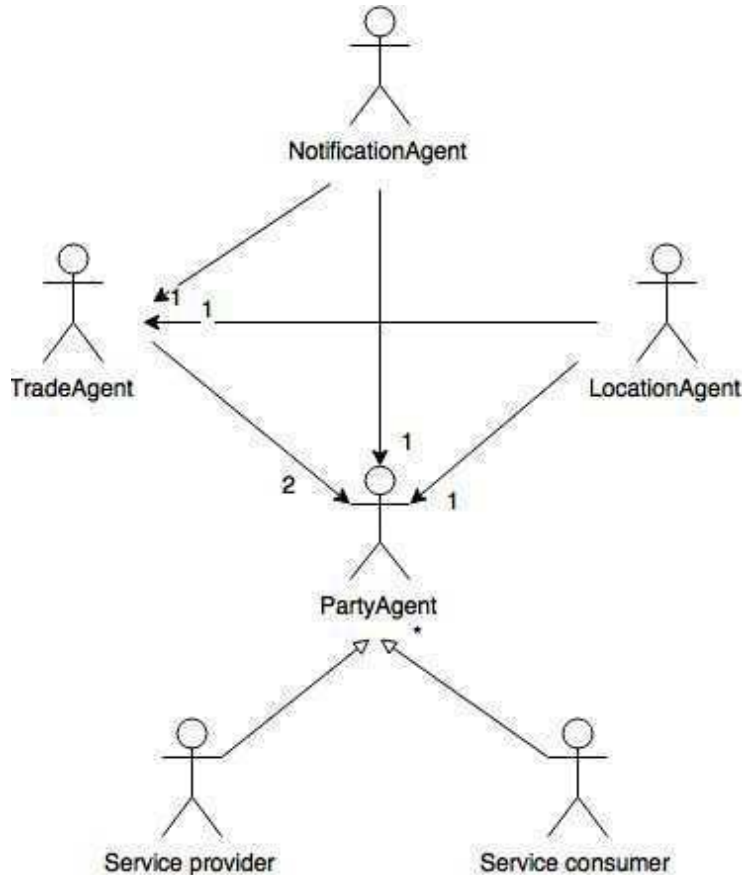 NotificationAgent
1
1
TradeAgent
LocationAgent
1
2
1
PartyAgent
*
Service provider
Service consumer